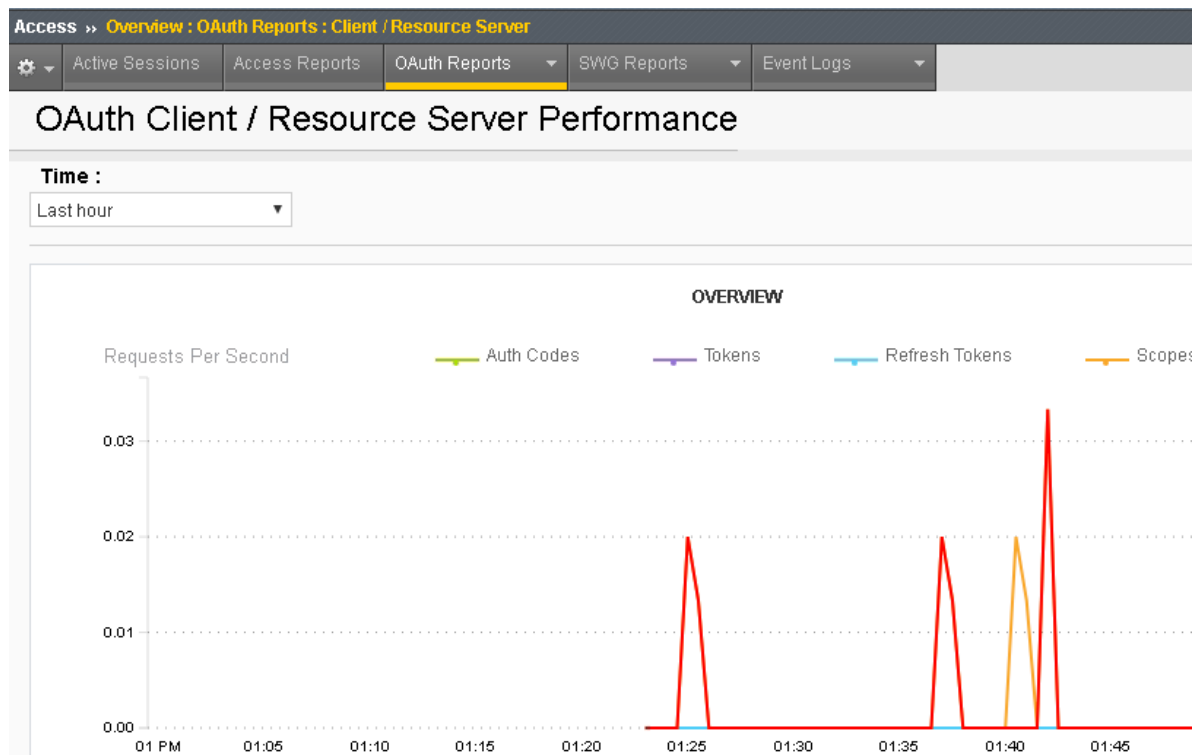 Access » Overview : OAuth Reports : Client / Resource Server
Active Sessions Access Reports OAuth Reports SWG Reports Event Logs
OAuth Client / Resource Server Performance
Time :
Last hour
OVERVIEW
Requests Per Second Auth Codes Tokens Refresh Tokens Scopes
0.03
0.02
0.01
0.00
01 PM 01:05 01:10 01:15 01:20 01:25 01:30 01:35 01:40 01:45